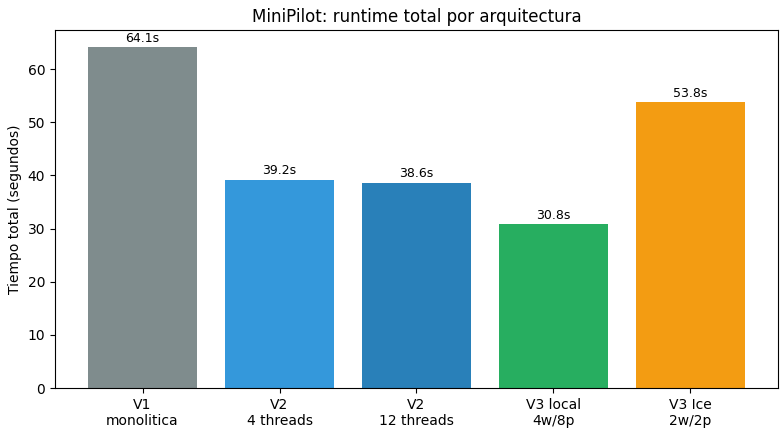 MiniPilot: runtime total por arquitectura
Tiempo total (segundos)
60
50
40
30
20
10
0
64.1s
39.2s
38.6s
30.8s
53.8s
V1
monolitica
V2
4 threads
V2
12 threads
V3 local
4w/8p
V3 Ice
2w/2p